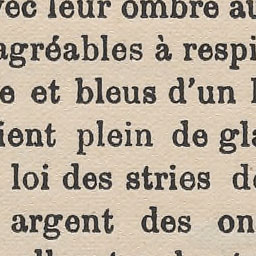 vec leur ombre au
agréables à respi
e et bleus d'un
ient plein de gla
loi des stries d
argent des on